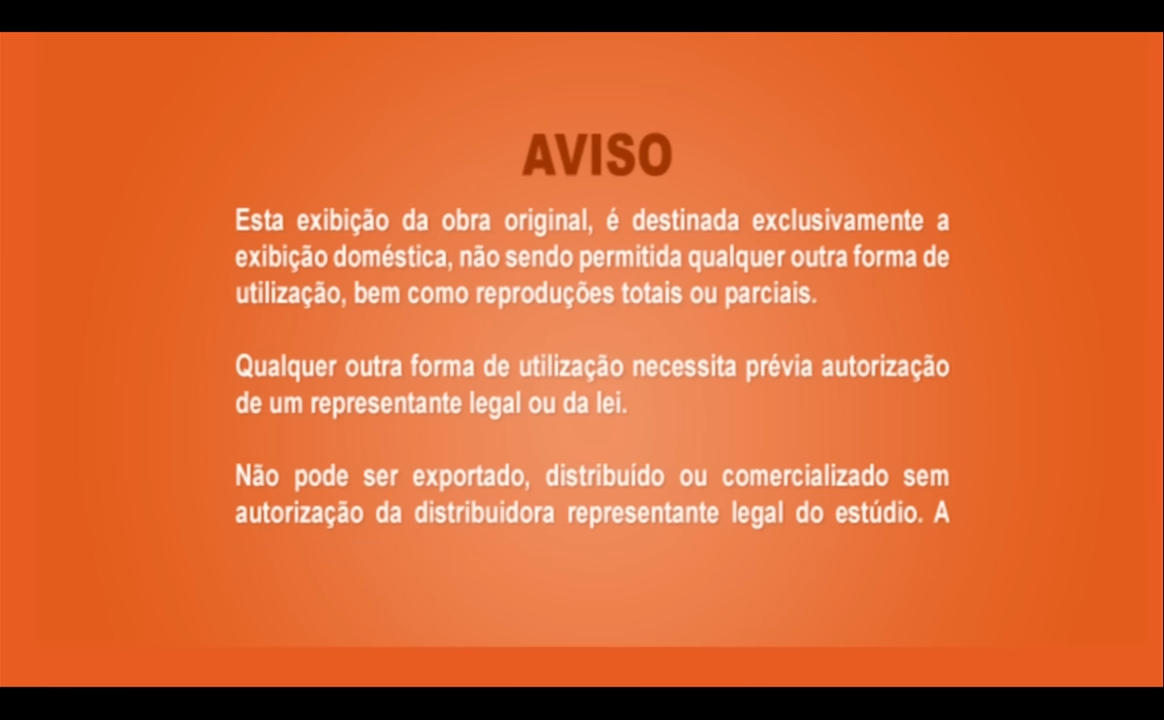 AVISO
Esta exibição da obra original, é destinada exclusivamente a
exibição doméstica, não sendo permitida qualquer outra forma de
utilização, bem como reproduções totais ou parciais.
Qualquer outra forma de utilização necessita prévia autorização
de um representante legal ou da lei.
Não pode ser exportado, distribuído ou comercializado sem
autorização da distribuidora representante legal do estúdio. A